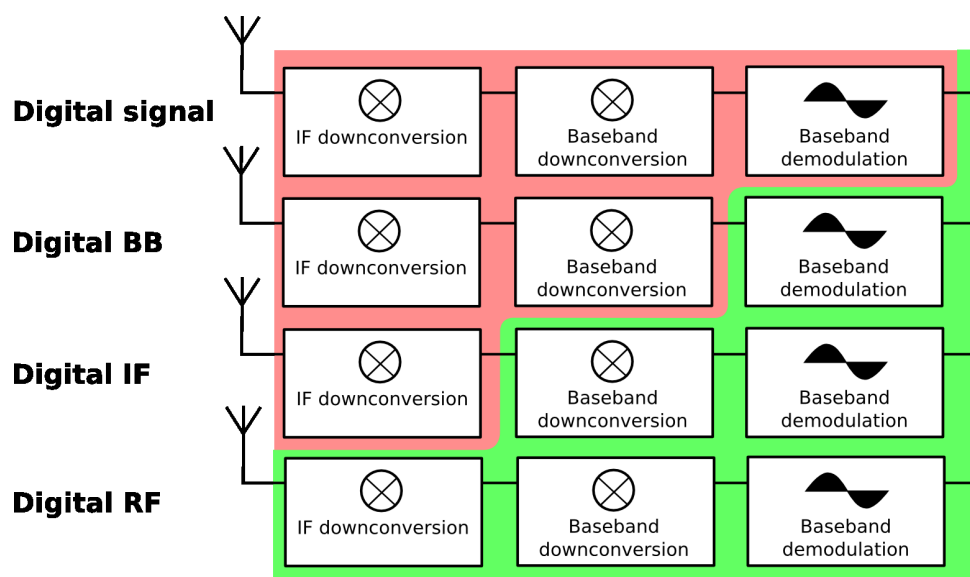 Digital signal
IF downconversion
Baseband
downconversion
Baseband
demodulation
Digital BB
IF downconversion
Baseband
downconversion
Baseband
demodulation
Digital IF
IF downconversion
Baseband
downconversion
Baseband
demodulation
Digital RF
IF downconversion
Baseband
downconversion
Baseband
demodulation